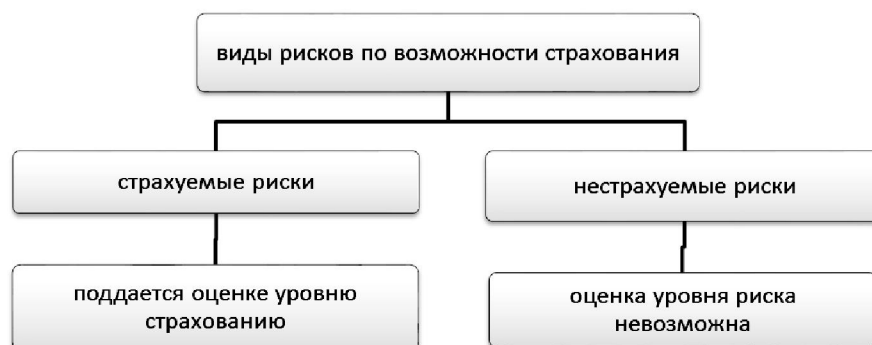 виды рисков по возможности страхования
страхуемые риски
нестрахуемые риски
поддается оценке уровню
страхованию
оценка уровня риска
невозможна